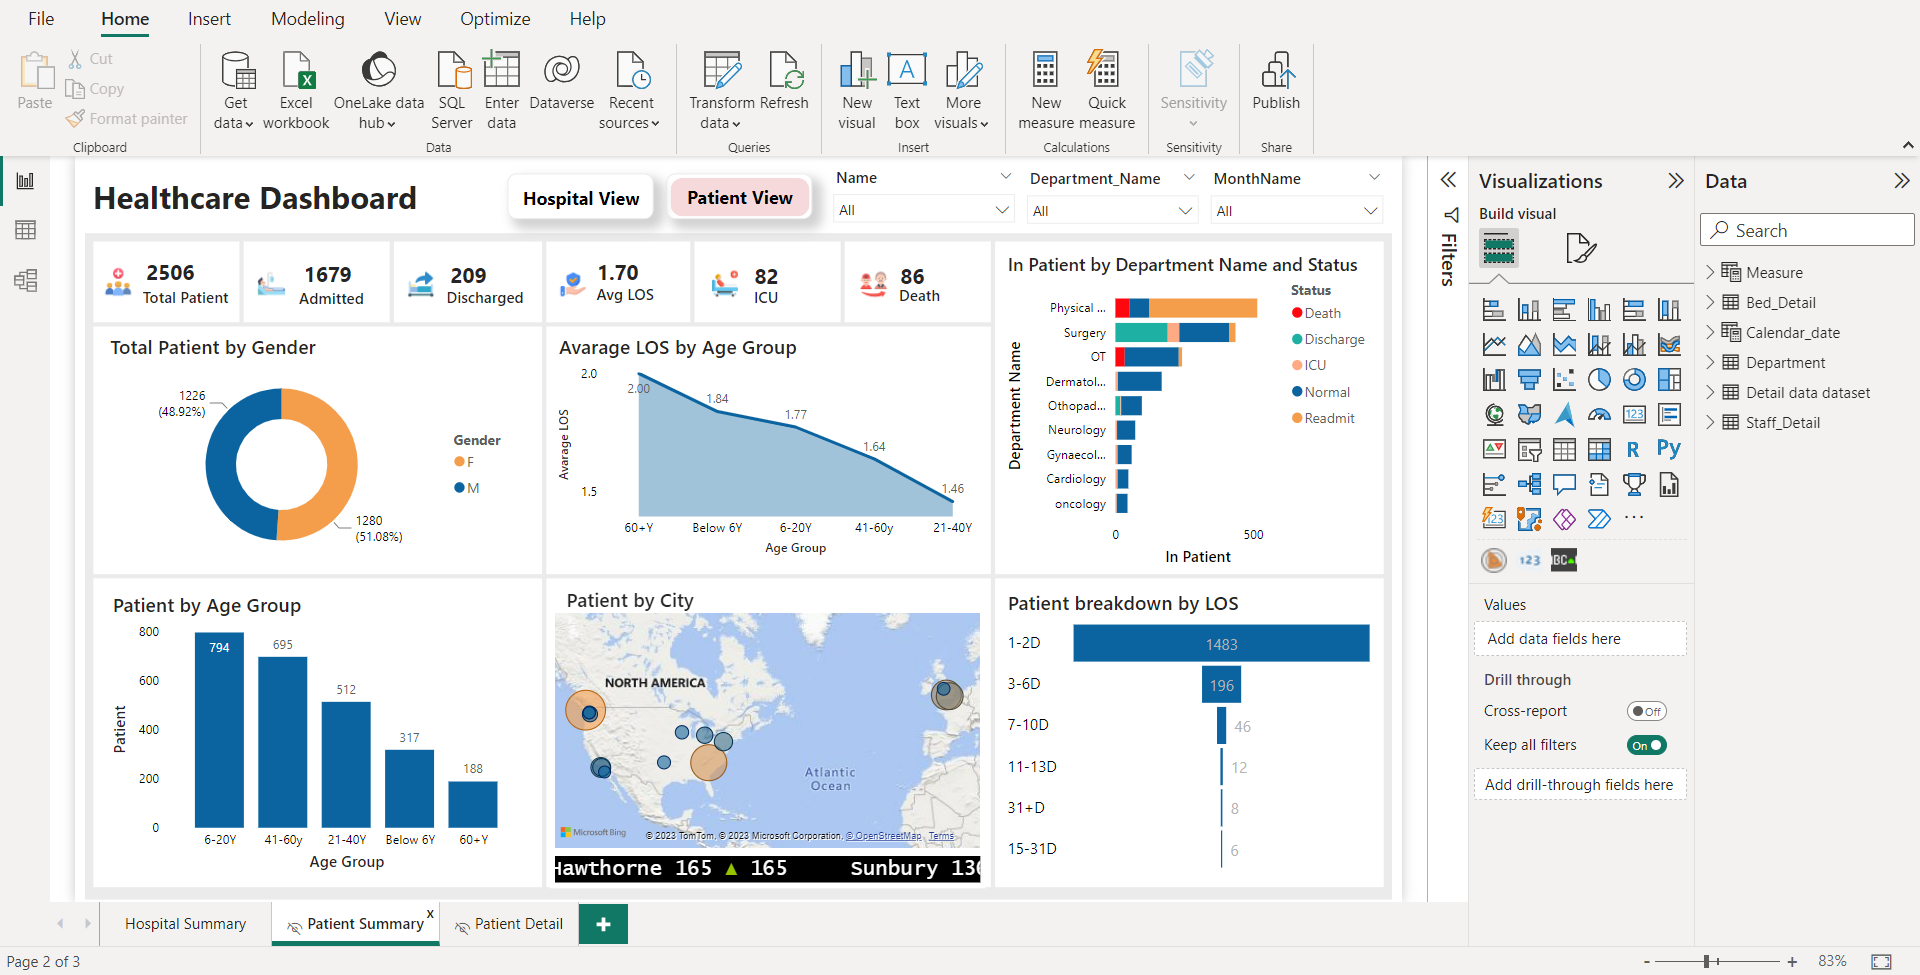 File Home Insert Modeling View Optimize Help
Paste
Cut
Copy
Format painter
Clipboard
Get data
Excel workbook
OneLake data hub
SQL Server
Enter data
Dataverse
Recent sources
Data
Transform data
Refresh
Queries
New visual
Text box
More visuals
Insert
New measure
Quick measure
Calculations
Sensitivity
Sensitivity
Publish
Share
Healthcare Dashboard
Hospital View
Patient View
Name
All
Department_Name
All
MonthName
All
2506
Total Patient
1679
Admitted
209
Discharged
1.70
Avg LOS
82
ICU
86
Death
Total Patient by Gender
1226
(48.92%)
1280
(51.08%)
Gender
F
M
Avarage LOS by Age Group
Avarage LOS
2.0
1.5
2.00
1.84
1.77
1.64
1.46
60+Y Below 6Y 6-20Y 41-60y 21-40Y
Age Group
In Patient by Department Name and Status
Department Name
Physical ...
Surgery
OT
Dermatol...
Othopad...
Neurology
Gynaecol...
Cardiology
oncology
0 500
In Patient
Status
Death
Discharge
ICU
Normal
Readmit
Patient by Age Group
Patient
800
600
400
200
0
794
695
512
317
188
6-20Y 41-60y 21-40Y Below 6Y 60+Y
Age Group
Patient by City
NORTH AMERICA
Atlantic
Ocean
Microsoft Bing
© 2023 TomTom, © 2023 Microsoft Corporation, © OpenStreetMap Terms
Hawthorne 165 ▲ 165 Sunbury 136
Patient breakdown by LOS
1-2D 1483
3-6D 196
7-10D 46
11-13D 12
31+D 8
15-31D 6
Filters
Visualizations
Build visual
123
R
Py
123
123
BC
Values
Add data fields here
Drill through
Cross-report Off
Keep all filters On
Add drill-through fields here
Data
Search
Measure
Bed_Detail
Calendar_date
Department
Detail data dataset
Staff_Detail
Hospital Summary
Patient Summary x
Patient Detail
+
Page 2 of 3
- + 83%